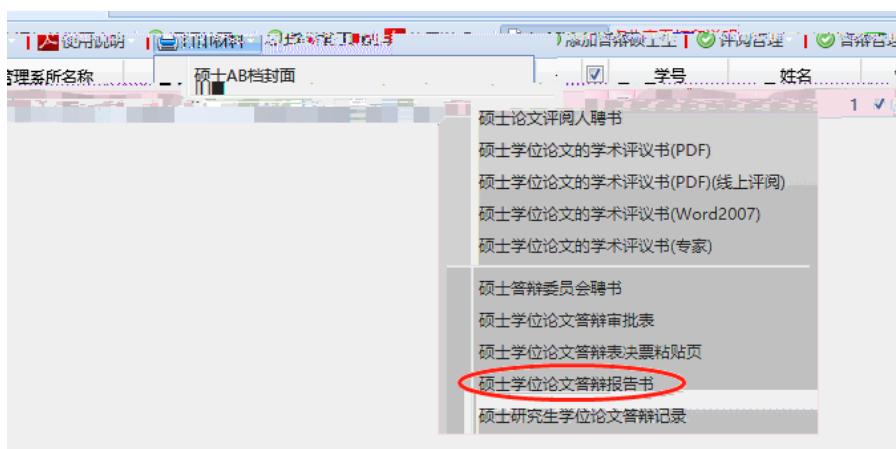 使用说明 打印材料 添加答辩硕士生 评阅管理
管理系所名称 学号 姓名
硕士AB档封面
1
硕士论文评阅人聘书
硕士学位论文的学术评议书(PDF)
硕士学位论文的学术评议书(PDF)(线上评阅)
硕士学位论文的学术评议书(Word2007)
硕士学位论文的学术评议书(专家)
硕士答辩委员会聘书
硕士学位论文答辩审批表
硕士学位论文答辩表决票粘贴页
硕士学位论文答辩报告书
硕士研究生学位论文答辩记录